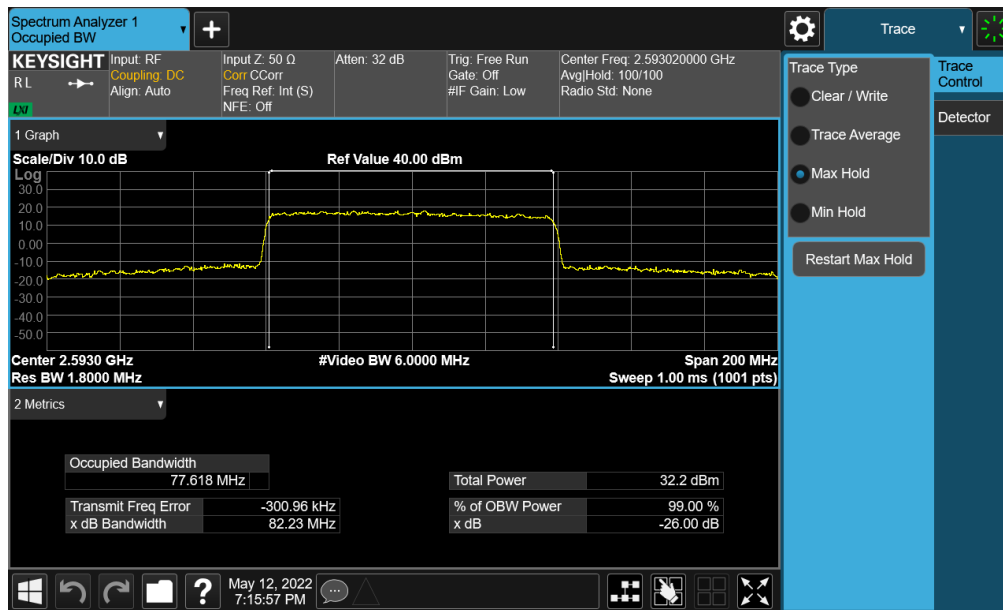 Spectrum Analyzer 1
Occupied BW
+
Trace
KEYSIGHT
R L
LXI
Input: RF
Coupling: DC
Align: Auto
Input Z: 50 Ω
Corr CCorr
Freq Ref: Int (S)
NFE: Off
Atten: 32 dB
Trig: Free Run
Gate: Off
#IF Gain: Low
Center Freq: 2.593020000 GHz
Avg|Hold: 100/100
Radio Std: None
Trace Type
Clear / Write
Trace Average
Max Hold
Min Hold
Restart Max Hold
Trace
Control
Detector
1 Graph
Scale/Div 10.0 dB
Ref Value 40.00 dBm
Log
30.0
20.0
10.0
0.00
-10.0
-20.0
-30.0
-40.0
-50.0
Center 2.5930 GHz
#Video BW 6.0000 MHz
Span 200 MHz
Res BW 1.8000 MHz
Sweep 1.00 ms (1001 pts)
2 Metrics
Occupied Bandwidth
77.618 MHz
Total Power 32.2 dBm
Transmit Freq Error -300.96 kHz
% of OBW Power 99.00 %
x dB Bandwidth 82.23 MHz
x dB -26.00 dB
?
May 12, 2022
7:15:57 PM